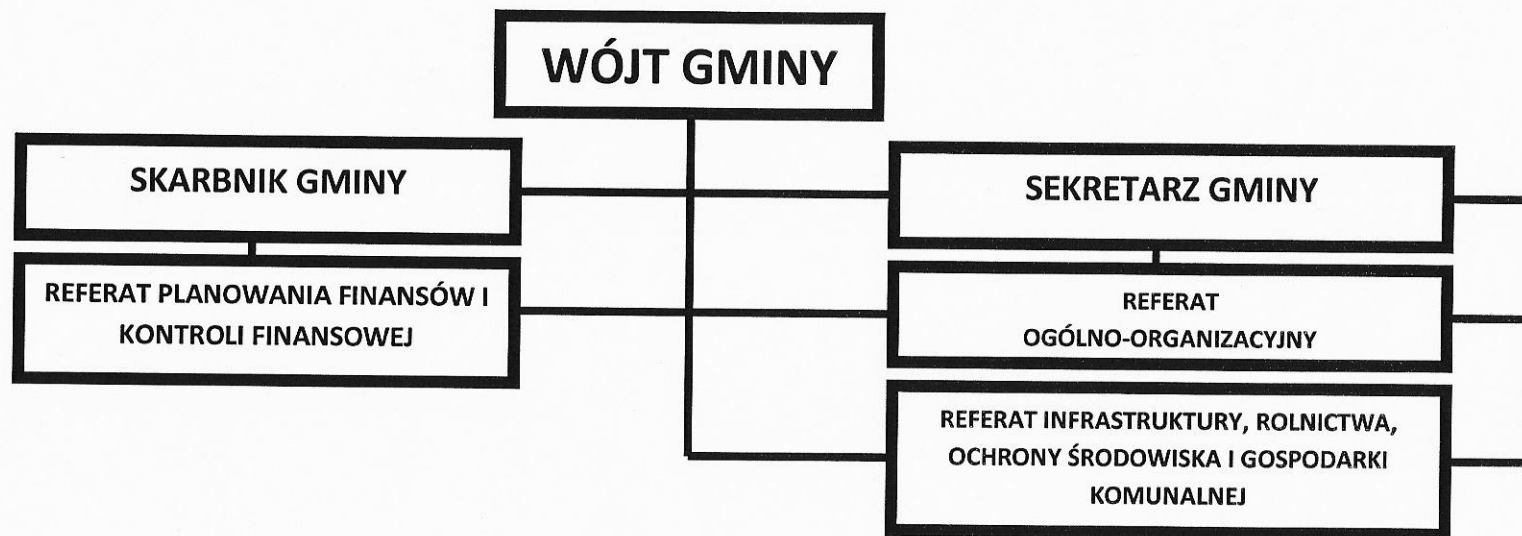 WÓJT GMINY
SKARBNIK GMINY
SEKRETARZ GMINY
REFERAT PLANOWANIA FINANSÓW I
KONTROLI FINANSOWEJ
REFERAT
OGÓLNO-ORGANIZACYJNY
REFERAT INFRASTRUKTURY, ROLNICTWA,
OCHRONY ŚRODOWISKA I GOSPODARKI
KOMUNALNEJ